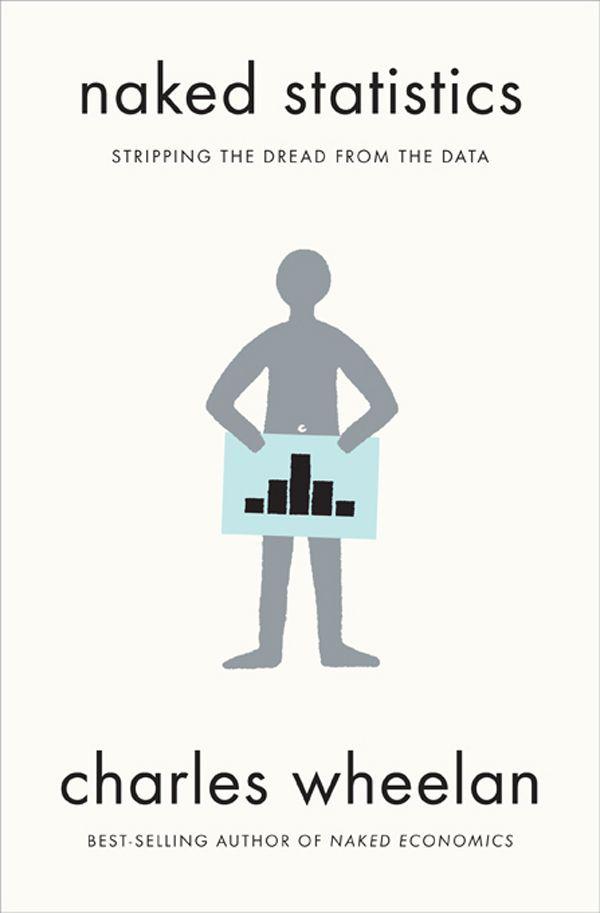 naked statistics
STRIPPING THE DREAD FROM THE DATA
charles wheelan
BEST-SELLING AUTHOR OF NAKED ECONOMICS